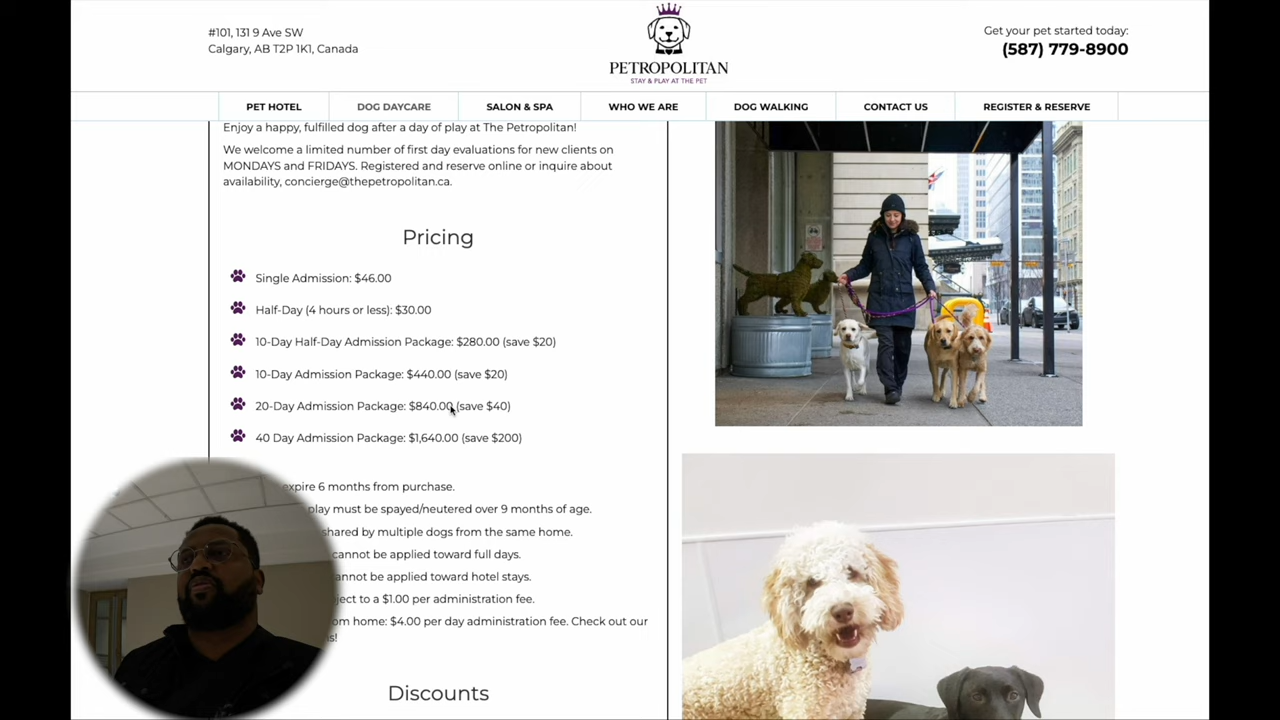 #101, 131 9 Ave SW
Calgary, AB T2P 1K1, Canada
PETROPOLITAN
STAY & PLAY AT THE PET
Get your pet started today:
(587) 779-8900
PET HOTEL
DOG DAYCARE
SALON & SPA
WHO WE ARE
DOG WALKING
CONTACT US
REGISTER & RESERVE
Enjoy a happy, fulfilled dog after a day of play at The Petropolitan!
We welcome a limited number of first day evaluations for new clients on
MONDAYS and FRIDAYS. Registered and reserve online or inquire about
availability, concierge@thepetropolitan.ca.
Pricing
Single Admission: $46.00
Half-Day (4 hours or less): $30.00
10-Day Half-Day Admission Package: $280.00 (save $20)
10-Day Admission Package: $440.00 (save $20)
20-Day Admission Package: $840.00 (save $40)
40 Day Admission Package: $1,640.00 (save $200)
expire 6 months from purchase.
play must be spayed/neutered over 9 months of age.
shared by multiple dogs from the same home.
cannot be applied toward full days.
cannot be applied toward hotel stays.
to a $1.00 per administration fee.
home: $4.00 per day administration fee. Check out our
Discounts